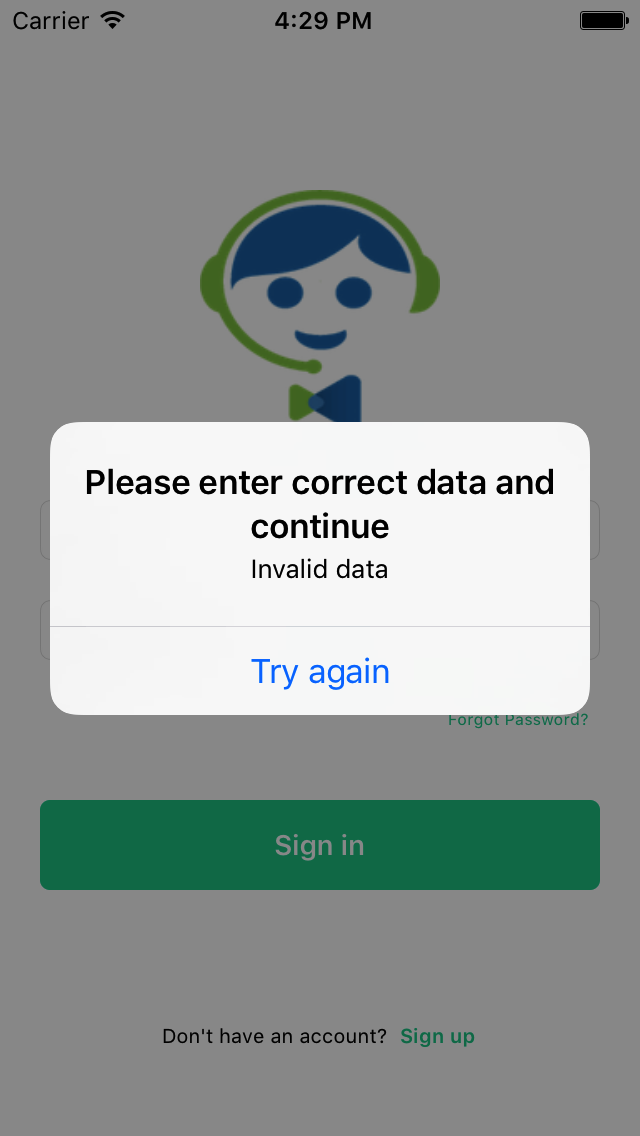 Carrier
4:29 PM
Please enter correct data and
continue
Invalid data
Try again
Forgot Password?
Sign in
Don't have an account? Sign up